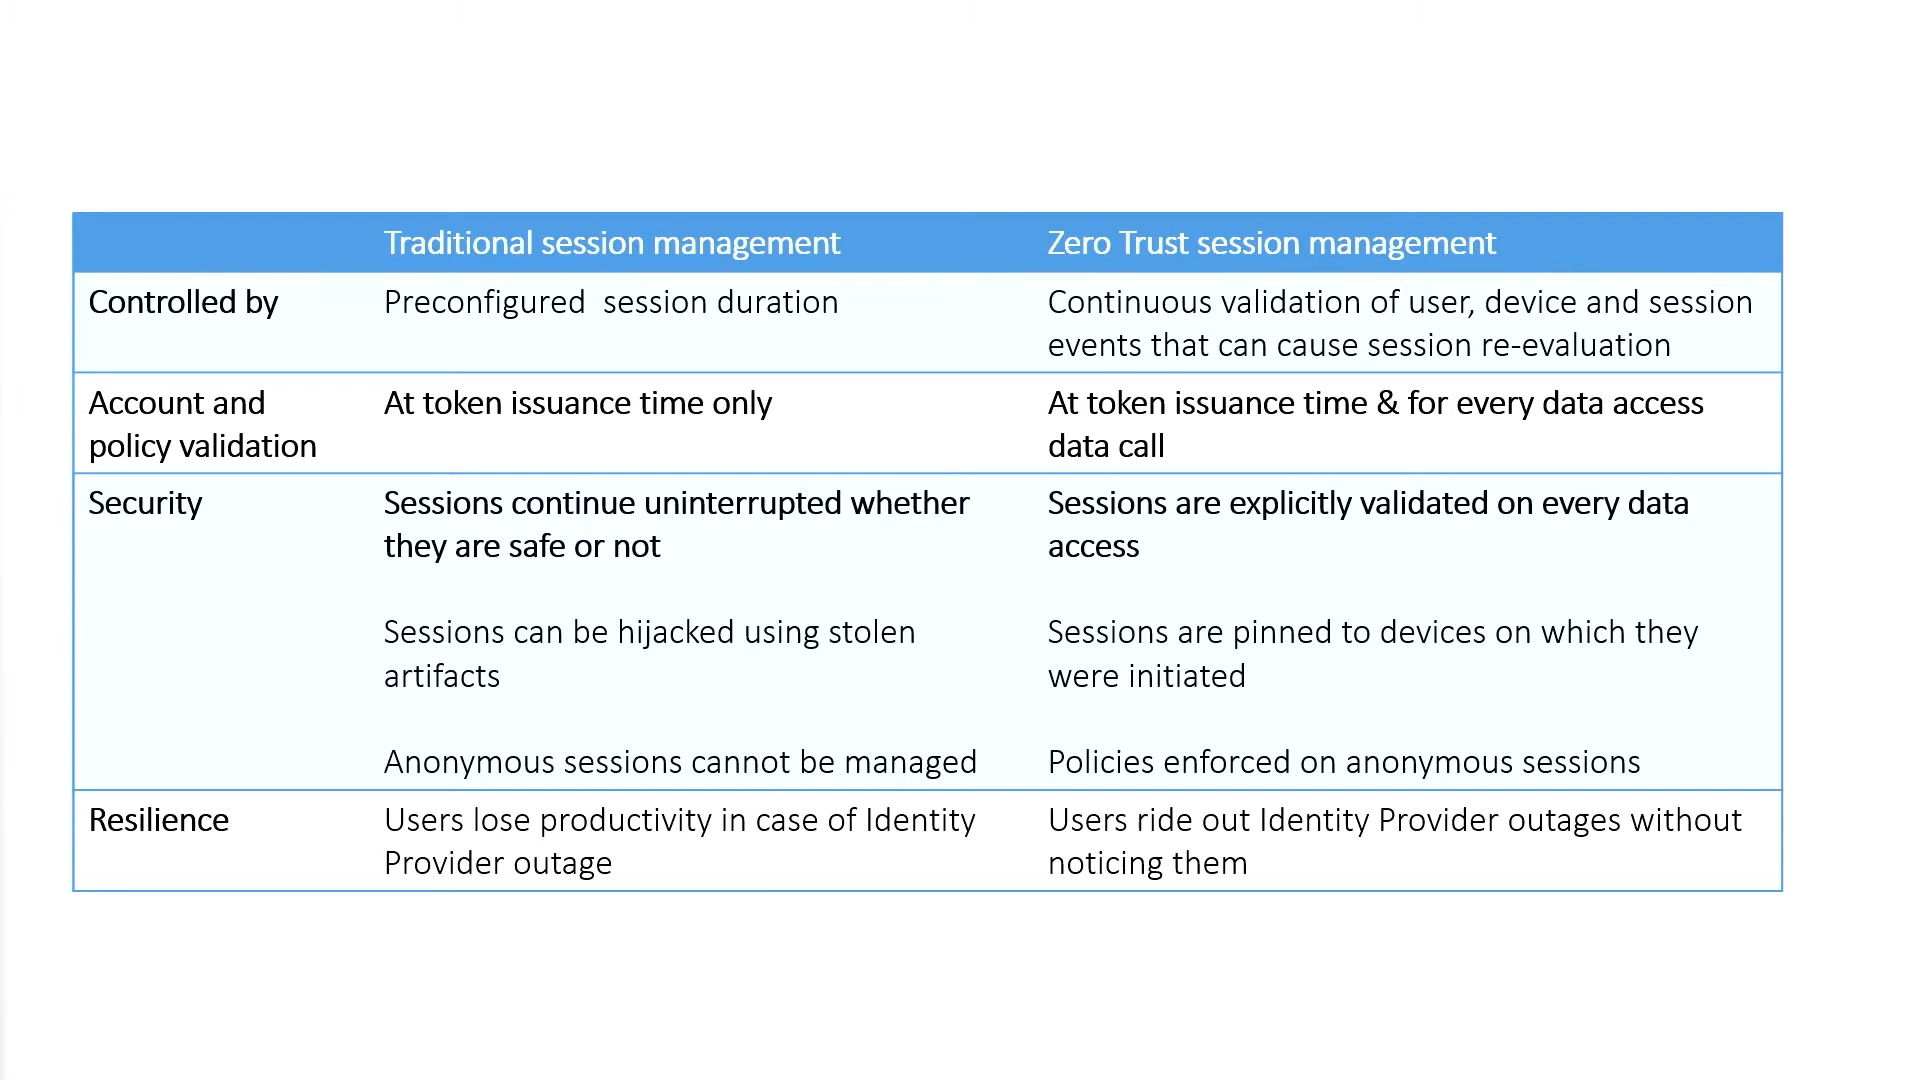 Traditional session management
Zero Trust session management
Controlled by
Preconfigured  session duration
Continuous validation of user, device and session
events that can cause session re-evaluation
Account and
policy validation
At token issuance time only
At token issuance time & for every data access
data call
Security
Sessions continue uninterrupted whether
they are safe or not
Sessions can be hijacked using stolen
artifacts
Anonymous sessions cannot be managed
Sessions are explicitly validated on every data
access
Sessions are pinned to devices on which they
were initiated
Policies enforced on anonymous sessions
Resilience
Users lose productivity in case of Identity
Provider outage
Users ride out Identity Provider outages without
noticing them